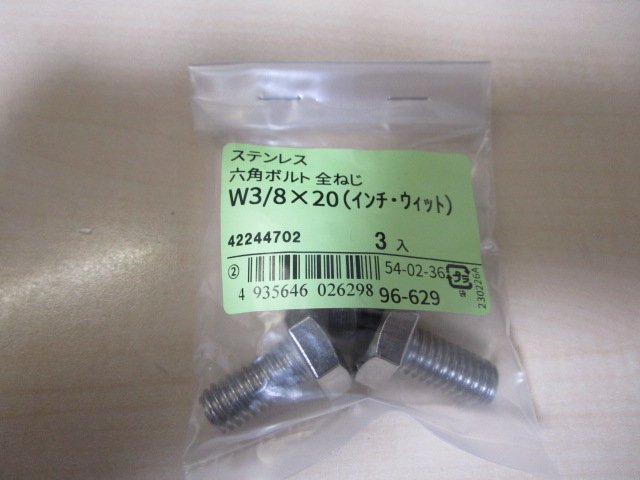 ステンレス
六角ボルト 全ねじ
W3/8×20(インチ・ウィット)
42244702 3入
② 54-02-36
4 935646 026298 96-629
230226A